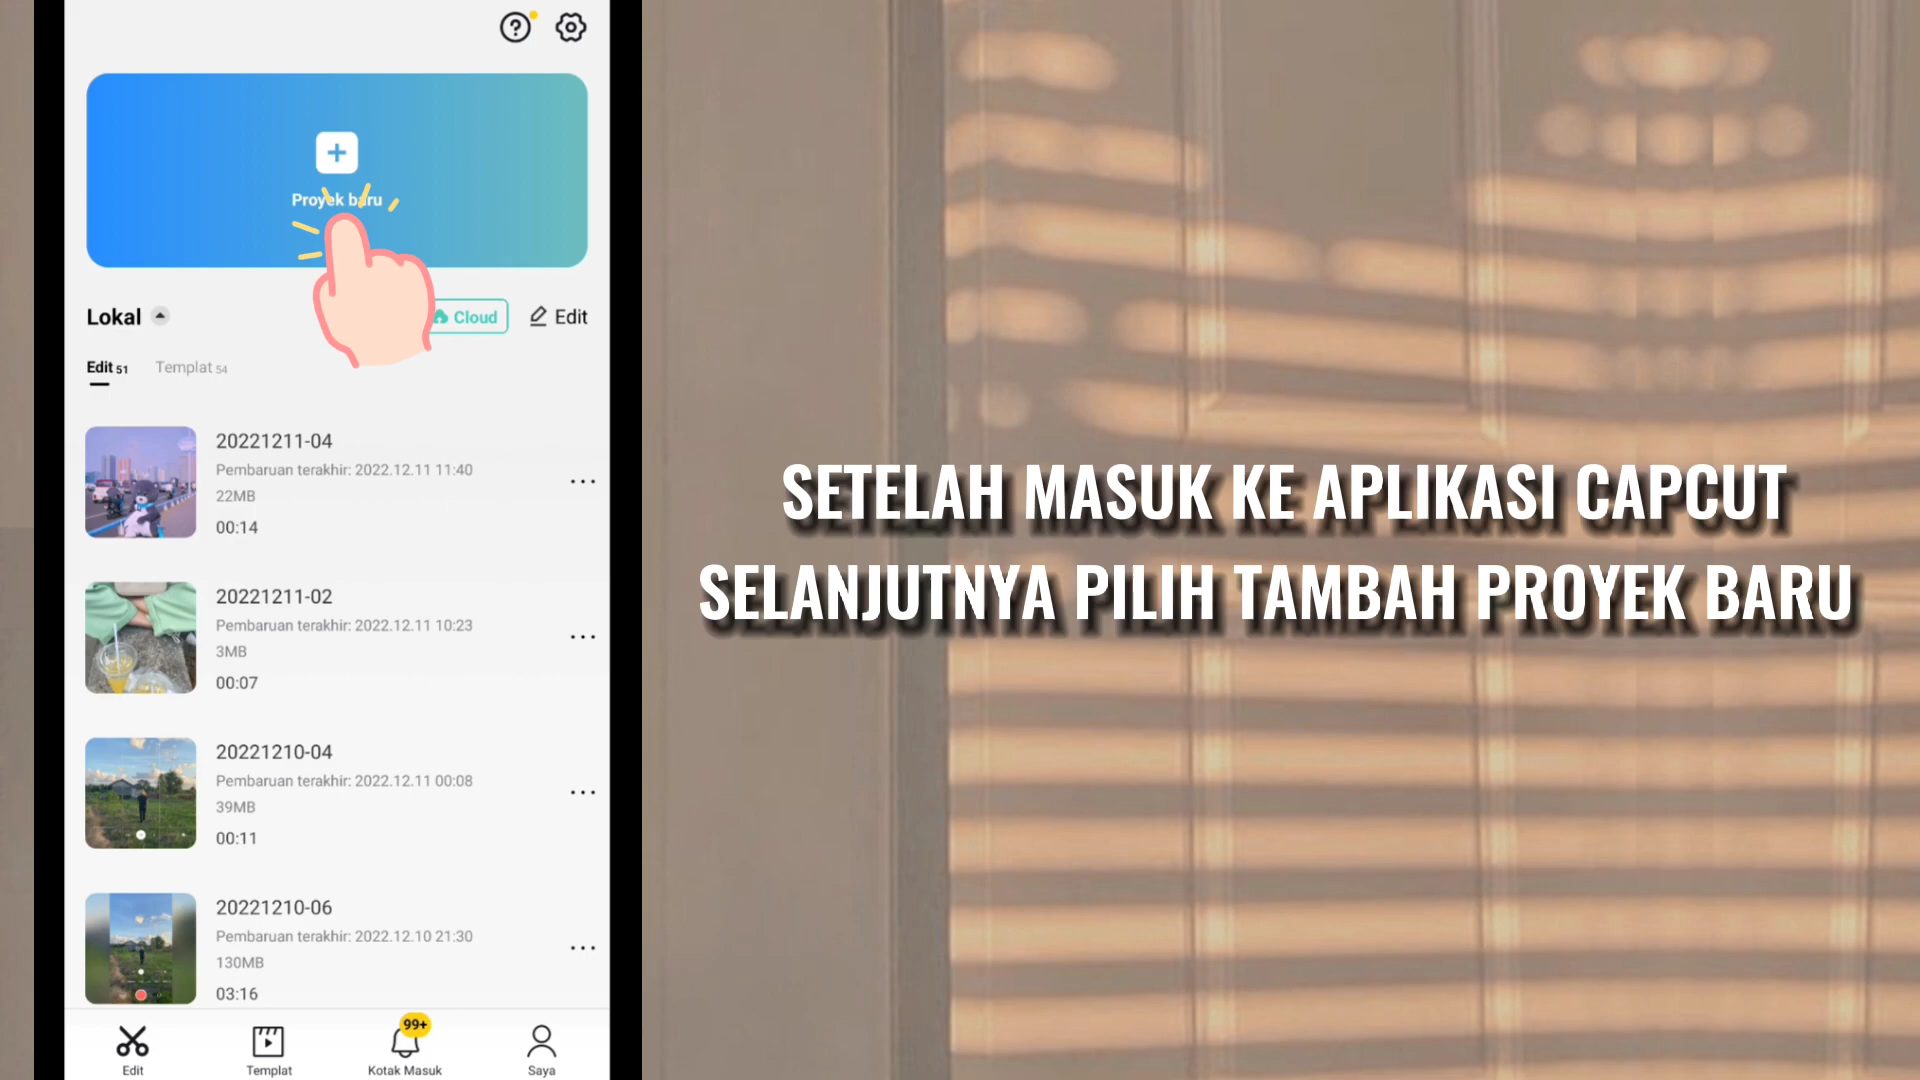 Proyek baru
Lokal
Cloud
Edit
Edit 51
Templat 54
20221211-04
Pembaruan terakhir: 2022.12.11 11:40
22MB
00:14
20221211-02
Pembaruan terakhir: 2022.12.11 10:23
3MB
00:07
20221210-04
Pembaruan terakhir: 2022.12.11 00:08
39MB
00:11
20221210-06
Pembaruan terakhir: 2022.12.10 21:30
130MB
03:16
Edit
Templat
99+
Kotak Masuk
Saya
SETELAH MASUK KE APLIKASI CAPCUT
SELANJUTNYA PILIH TAMBAH PROYEK BARU